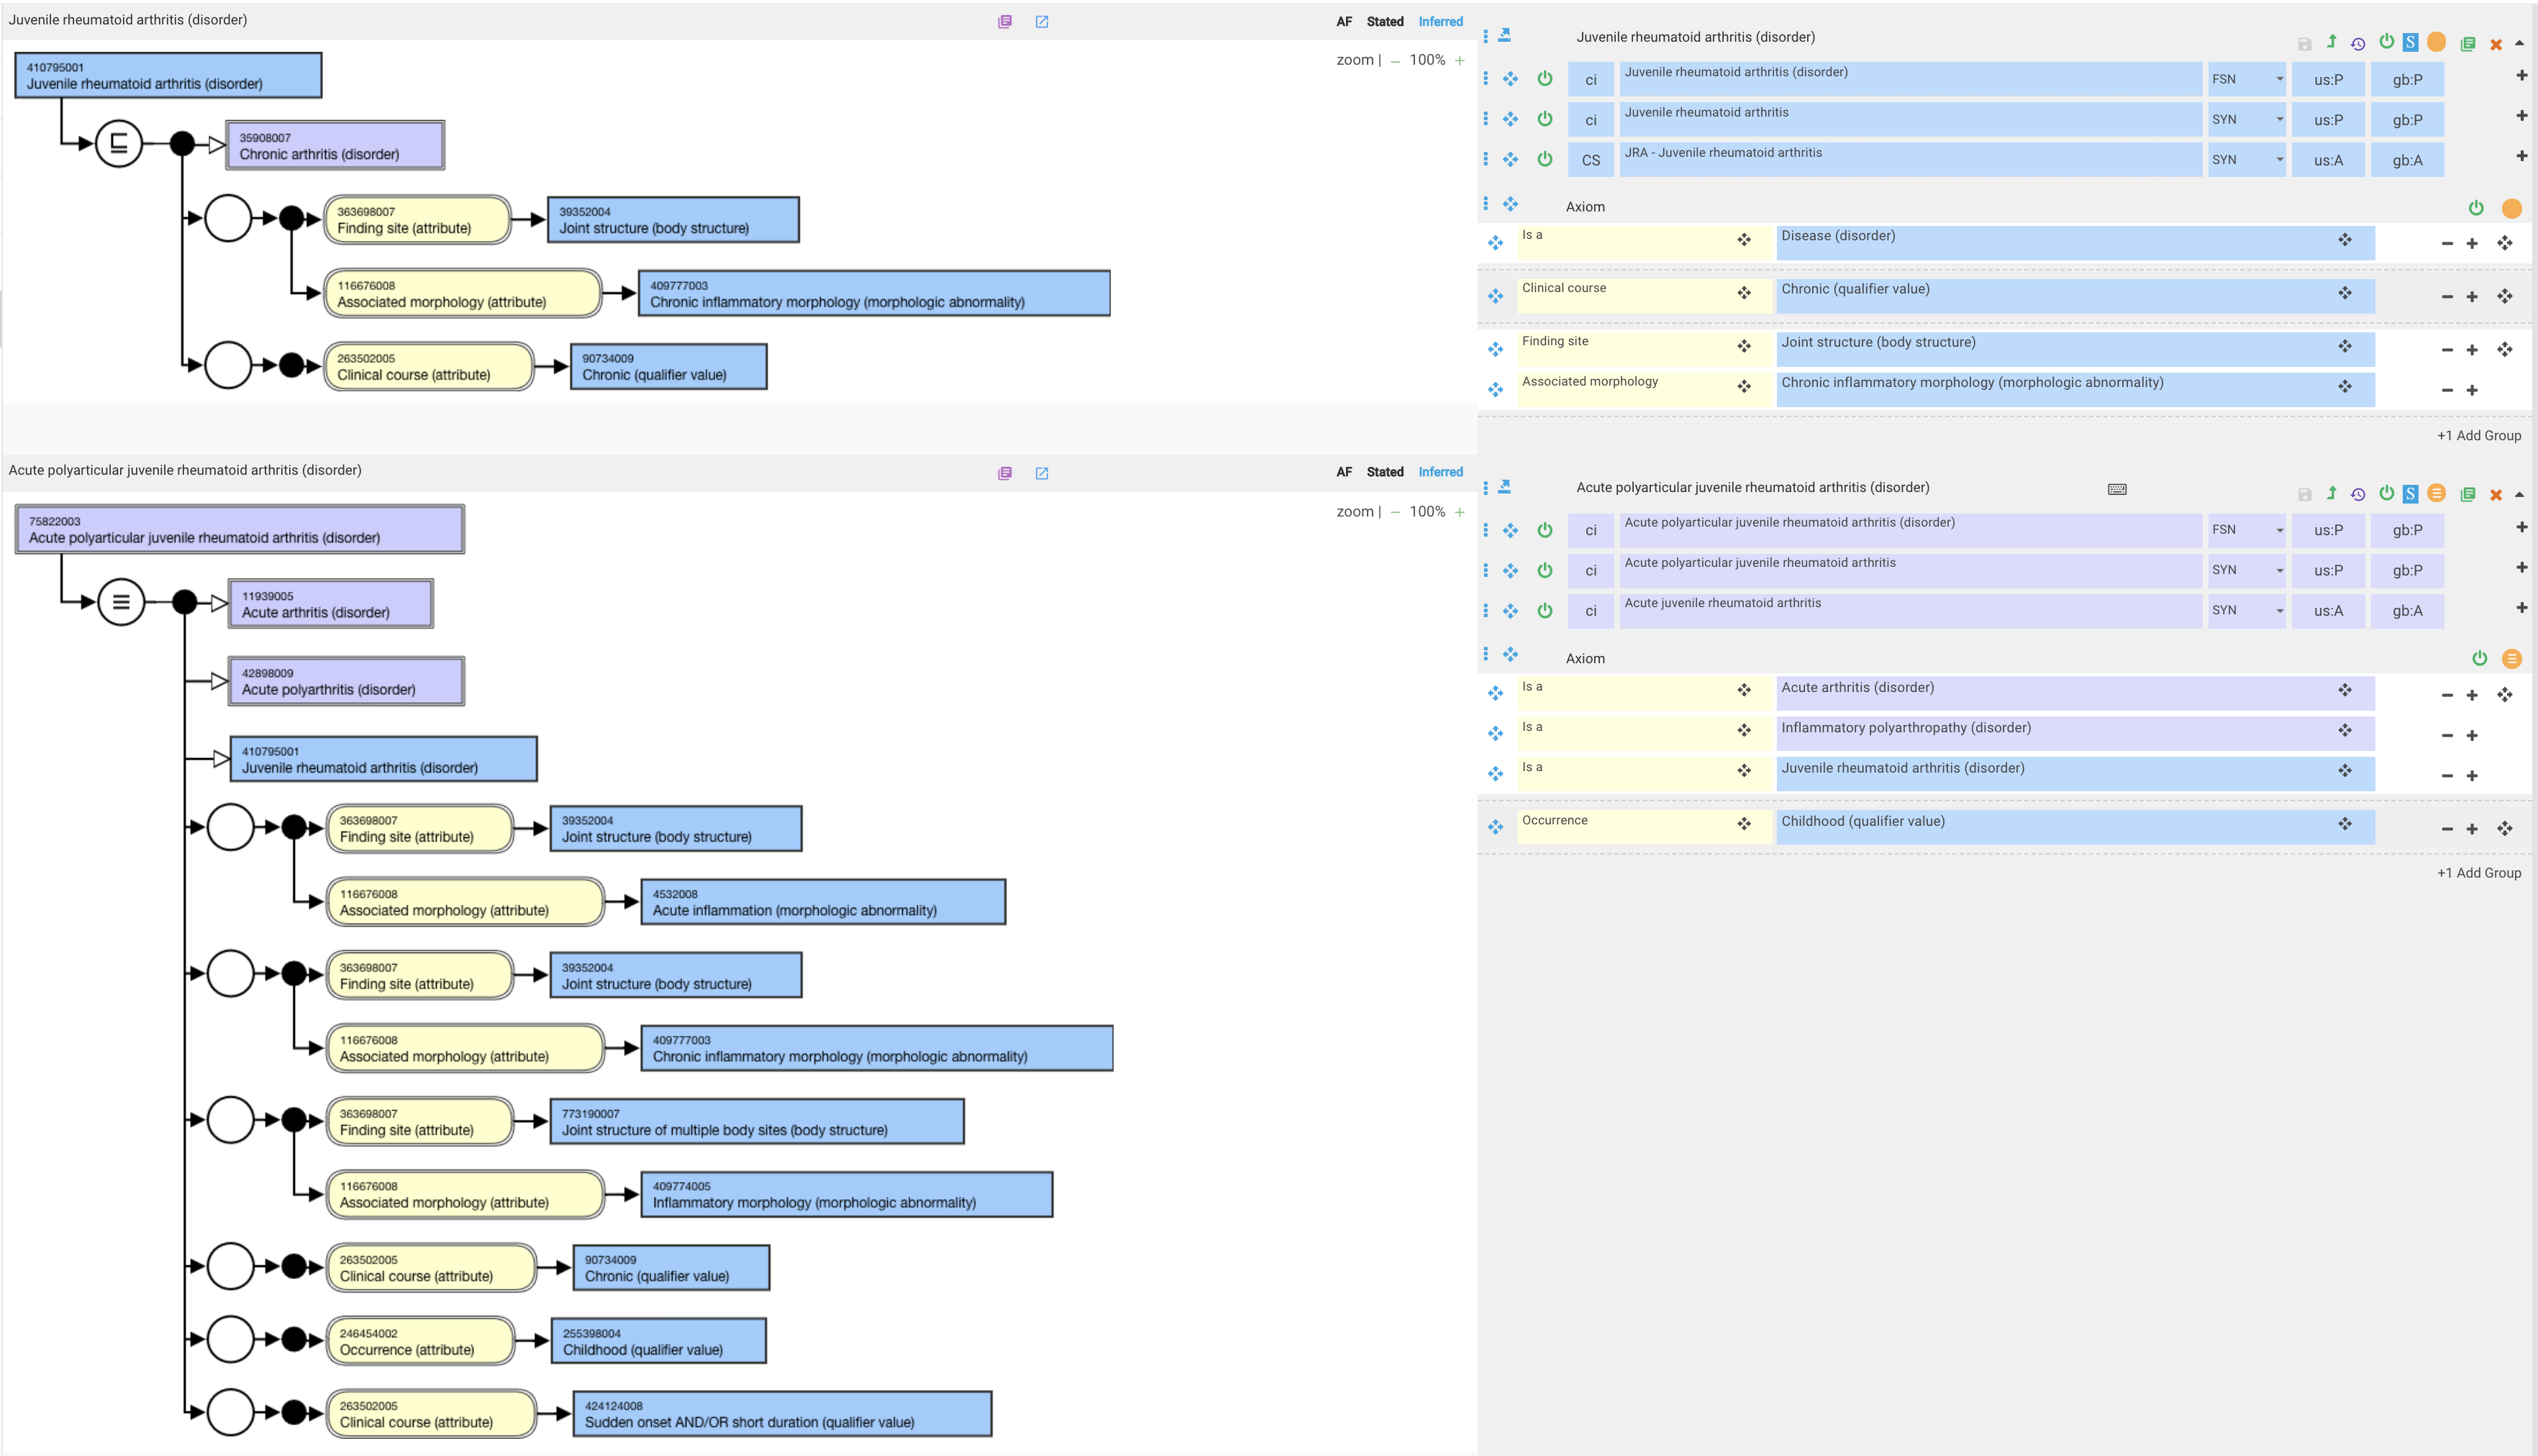 Juvenile rheumatoid arthritis (disorder)
AF Stated Inferred
zoom | − 100% +
410795001
Juvenile rheumatoid arthritis (disorder)
35908007
Chronic arthritis (disorder)
363698007
Finding site (attribute)
39352004
Joint structure (body structure)
116676008
Associated morphology (attribute)
409777003
Chronic inflammatory morphology (morphologic abnormality)
263502005
Clinical course (attribute)
90734009
Chronic (qualifier value)
Juvenile rheumatoid arthritis (disorder)
S
ci Juvenile rheumatoid arthritis (disorder) FSN us:P gb:P
ci Juvenile rheumatoid arthritis SYN us:P gb:P
CS JRA - Juvenile rheumatoid arthritis SYN us:A gb:A
Axiom
Is a Disease (disorder)
Clinical course Chronic (qualifier value)
Finding site Joint structure (body structure)
Associated morphology Chronic inflammatory morphology (morphologic abnormality)
+1 Add Group
Acute polyarticular juvenile rheumatoid arthritis (disorder)
AF Stated Inferred
zoom | − 100% +
75822003
Acute polyarticular juvenile rheumatoid arthritis (disorder)
11939005
Acute arthritis (disorder)
42898009
Acute polyarthritis (disorder)
410795001
Juvenile rheumatoid arthritis (disorder)
363698007
Finding site (attribute)
39352004
Joint structure (body structure)
116676008
Associated morphology (attribute)
4532008
Acute inflammation (morphologic abnormality)
363698007
Finding site (attribute)
39352004
Joint structure (body structure)
116676008
Associated morphology (attribute)
409777003
Chronic inflammatory morphology (morphologic abnormality)
363698007
Finding site (attribute)
773190007
Joint structure of multiple body sites (body structure)
116676008
Associated morphology (attribute)
409774005
Inflammatory morphology (morphologic abnormality)
263502005
Clinical course (attribute)
90734009
Chronic (qualifier value)
246454002
Occurrence (attribute)
255398004
Childhood (qualifier value)
263502005
Clinical course (attribute)
424124008
Sudden onset AND/OR short duration (qualifier value)
Acute polyarticular juvenile rheumatoid arthritis (disorder)
S
ci Acute polyarticular juvenile rheumatoid arthritis (disorder) FSN us:P gb:P
ci Acute polyarticular juvenile rheumatoid arthritis SYN us:P gb:P
ci Acute juvenile rheumatoid arthritis SYN us:A gb:A
Axiom
Is a Acute arthritis (disorder)
Is a Inflammatory polyarthropathy (disorder)
Is a Juvenile rheumatoid arthritis (disorder)
Occurrence Childhood (qualifier value)
+1 Add Group